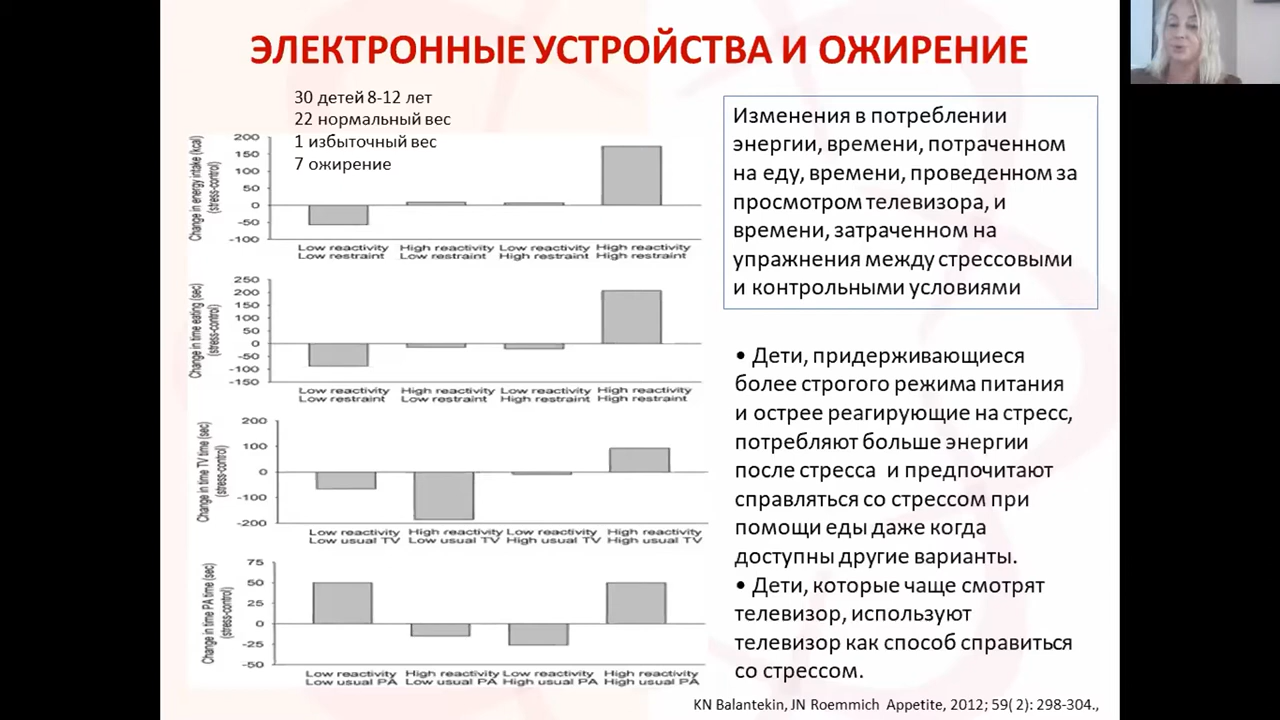 ЭЛЕКТРОННЫЕ УСТРОЙСТВА И ОЖИРЕНИЕ
30 детей 8-12 лет
22 нормальный вес
1 избыточный вес
7 ожирение
Change in energy intake (kcal)
(stress-control)
200
150
100
50
0
-50
-100
Low reactivity High reactivity Low reactivity High reactivity
Low restraint Low restraint High restraint High restraint
Change in time eating (sec)
(stress-control)
250
200
150
100
50
0
-50
-100
-150
Low reactivity High reactivity Low reactivity High reactivity
Low restraint Low restraint High restraint High restraint
Change in time TV time (sec)
(stress-control)
200
100
0
-100
-200
Low reactivity High reactivity Low reactivity High reactivity
Low usual TV Low usual TV High usual TV High usual TV
Change in time PA time (sec)
(stress-control)
75
50
25
0
-25
-50
Low reactivity High reactivity Low reactivity High reactivity
Low usual PA Low usual PA High usual PA High usual PA
Изменения в потреблении
энергии, времени, потраченном
на еду, времени, проведенном за
просмотром телевизора, и
времени, затраченном на
упражнения между стрессовыми
и контрольными условиями
• Дети, придерживающиеся
более строгого режима питания
и острее реагирующие на стресс,
потребляют больше энергии
после стресса и предпочитают
справляться со стрессом при
помощи еды даже когда
доступны другие варианты.
• Дети, которые чаще смотрят
телевизор, используют
телевизор как способ справиться
со стрессом.
KN Balantekin, JN Roemmich Appetite, 2012; 59( 2): 298-304.,